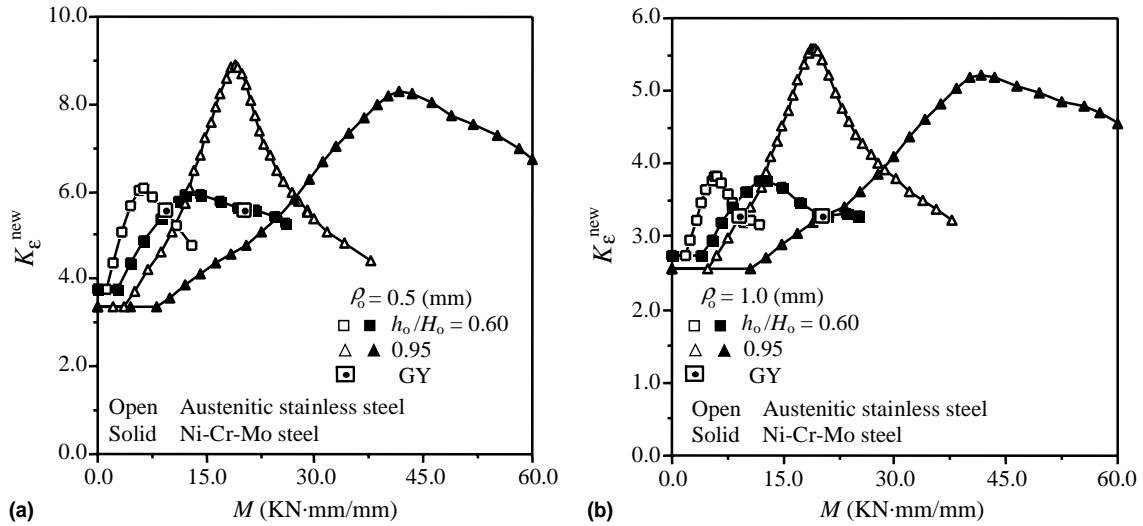 10.0
8.0
6.0
4.0
2.0
0.0
K_ε^new
ρ_o = 0.5 (mm)
h_o/H_o = 0.60
0.95
GY
Open Austenitic stainless steel
Solid Ni-Cr-Mo steel
0.0 15.0 30.0 45.0 60.0
(a) M (KN·mm/mm)
6.0
5.0
4.0
3.0
2.0
1.0
0.0
K_ε^new
ρ_o = 1.0 (mm)
h_o/H_o = 0.60
0.95
GY
Open Austenitic stainless steel
Solid Ni-Cr-Mo steel
0.0 15.0 30.0 45.0 60.0
(b) M (KN·mm/mm)